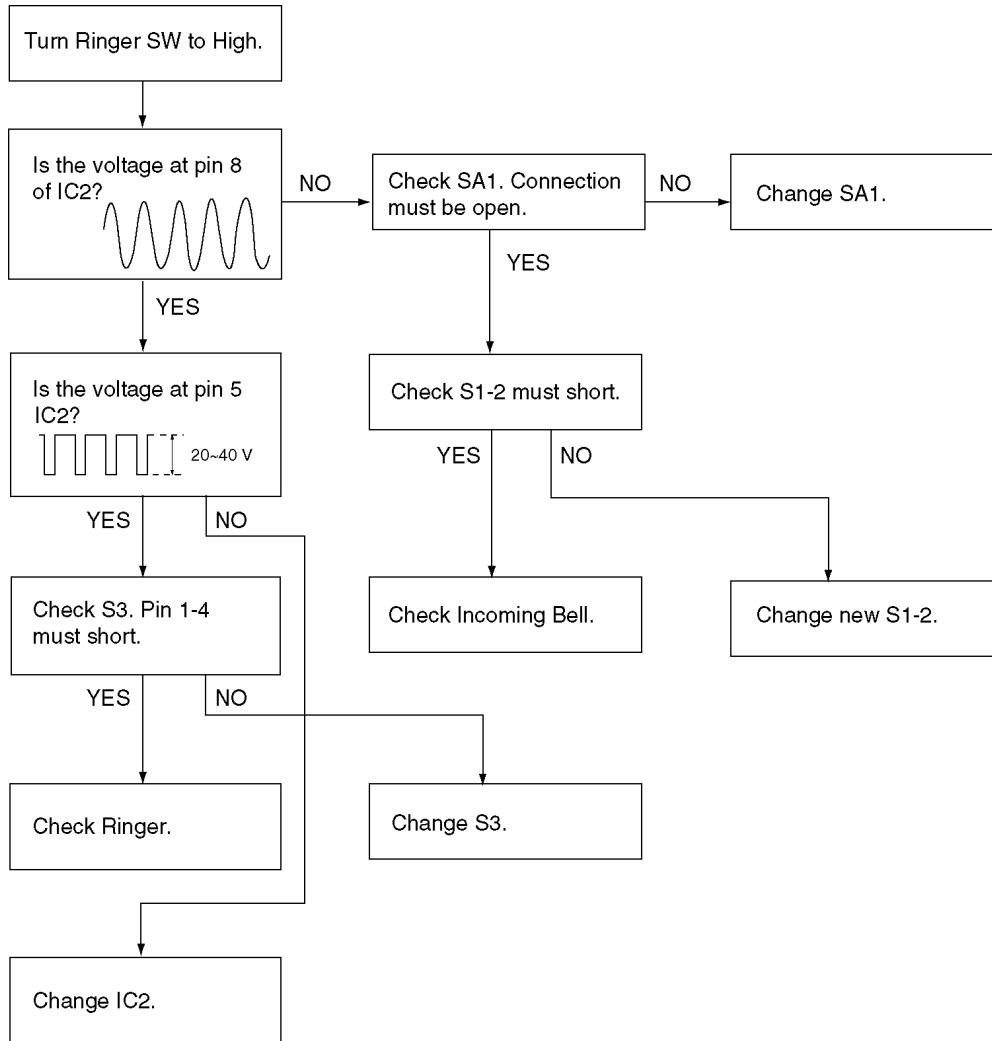 Turn Ringer SW to High.
Is the voltage at pin 8
of IC2?
NO
Check SA1. Connection
must be open.
NO
Change SA1.
YES
YES
Is the voltage at pin 5
IC2?
20~40 V
Check S1-2 must short.
YES
NO
YES
NO
Check S3. Pin 1-4
must short.
Check Incoming Bell.
Change new S1-2.
YES
NO
Check Ringer.
Change S3.
Change IC2.